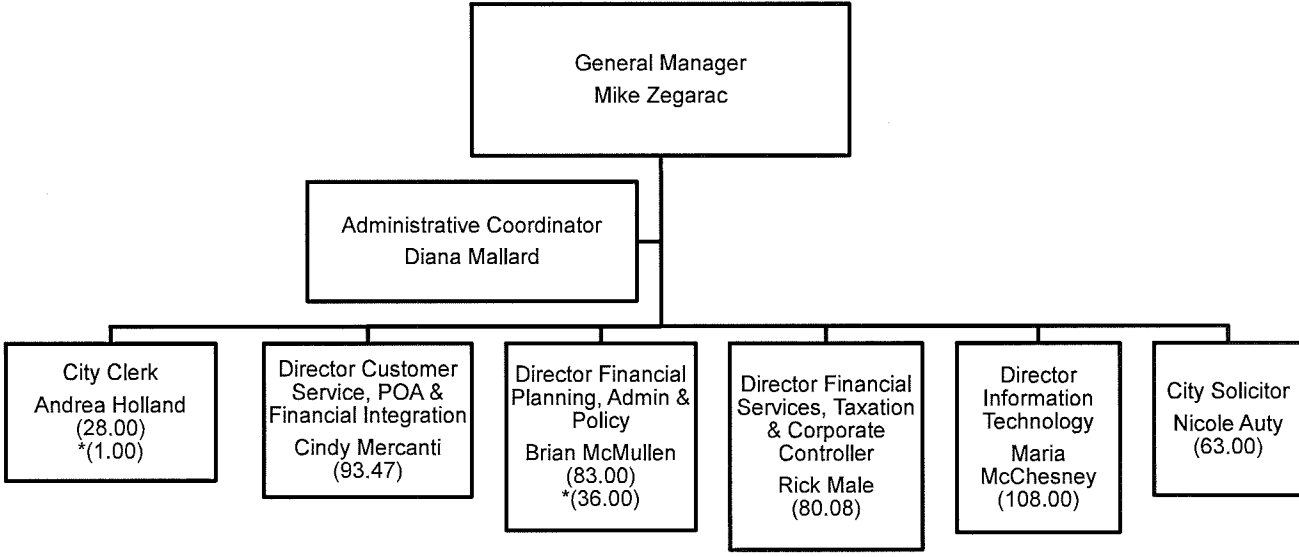 General Manager
Mike Zegarac
Administrative Coordinator
Diana Mallard
City Clerk
Andrea Holland
(28.00)
*(1.00)
Director Customer
Service, POA &
Financial Integration
Cindy Mercanti
(93.47)
Director Financial
Planning, Admin &
Policy
Brian McMullen
(83.00)
*(36.00)
Director Financial
Services, Taxation
& Corporate
Controller
Rick Male
(80.08)
Director
Information
Technology
Maria
McChesney
(108.00)
City Solicitor
Nicole Auty
(63.00)